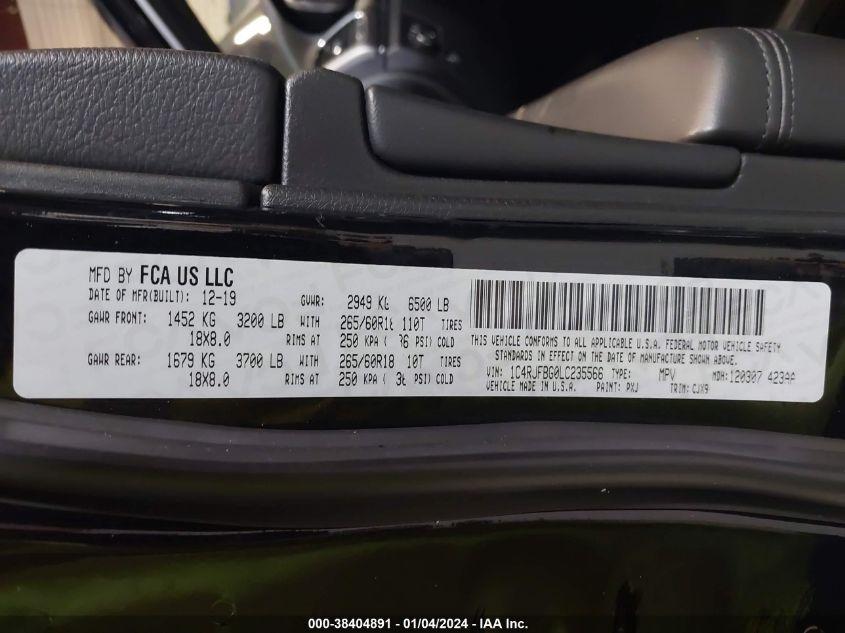 MFD BY FCA US LLC
DATE OF MFR(BUILT): 12-19 GVWR: 2949 KG 6500 LB
GAWR FRONT: 1452 KG 3200 LB WITH 265/60R18 110T TIRES
18X8.0 RIMS AT 250 KPA ( 36 PSI) COLD
GAWR REAR: 1679 KG 3700 LB WITH 265/60R18 10T TIRES
18X8.0 RIMS AT 250 KPA ( 36 PSI) COLD
THIS VEHICLE CONFORMS TO ALL APPLICABLE U.S.A. FEDERAL MOTOR VEHICLE SAFETY
STANDARDS IN EFFECT ON THE DATE OF MANUFACTURE SHOWN ABOVE.
VIN: 1C4RJFBG0LC235566 TYPE: MPV MDH: 120307 423AA
VEHICLE MADE IN U.S.A. PAINT: PXJ TRIM: CJX9
000-38404891 - 01/04/2024 - IAA Inc.